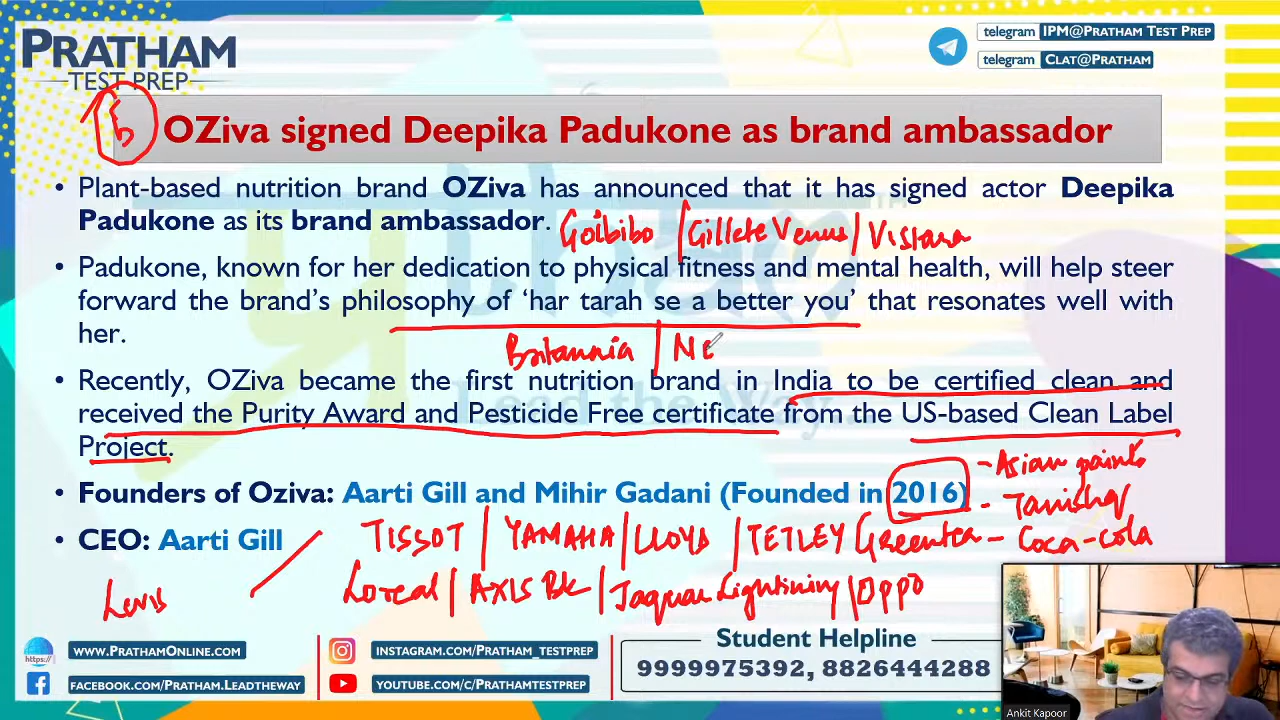 PRATHAM
TEST PREP
telegram IPM@PRATHAM TEST PREP
telegram CLAT@PRATHAM
OZiva signed Deepika Padukone as brand ambassador
• Plant-based nutrition brand OZiva has announced that it has signed actor Deepika
Padukone as its brand ambassador.
Goibibo | Gillete Venus | Vistara
• Padukone, known for her dedication to physical fitness and mental health, will help steer
forward the brand's philosophy of 'har tarah se a better you' that resonates well with
her.
Britannia | Ne
• Recently, OZiva became the first nutrition brand in India to be certified clean and
received the Purity Award and Pesticide Free certificate from the US-based Clean Label
Project.
- Asian paints
• Founders of Oziva: Aarti Gill and Mihir Gadani (Founded in 2016)
- Tanishq
• CEO: Aarti Gill
TISSOT | YAMAHA | LLOYD | TETLEY Greentea
- Coca-cola
Levis
Loreal | AXIS Bk | Jaquar Lightining | OPPO
Lead the Way
https://
www.PRATHAMONLINE.COM
INSTAGRAM.COM/PRATHAM_TESTPREP
FACEBOOK.COM/PRATHAM.LEADTHEWAY
YOUTUBE.COM/C/PRATHAMTESTPREP
Student Helpline
9999975392, 8826444288
Ankit Kapoor